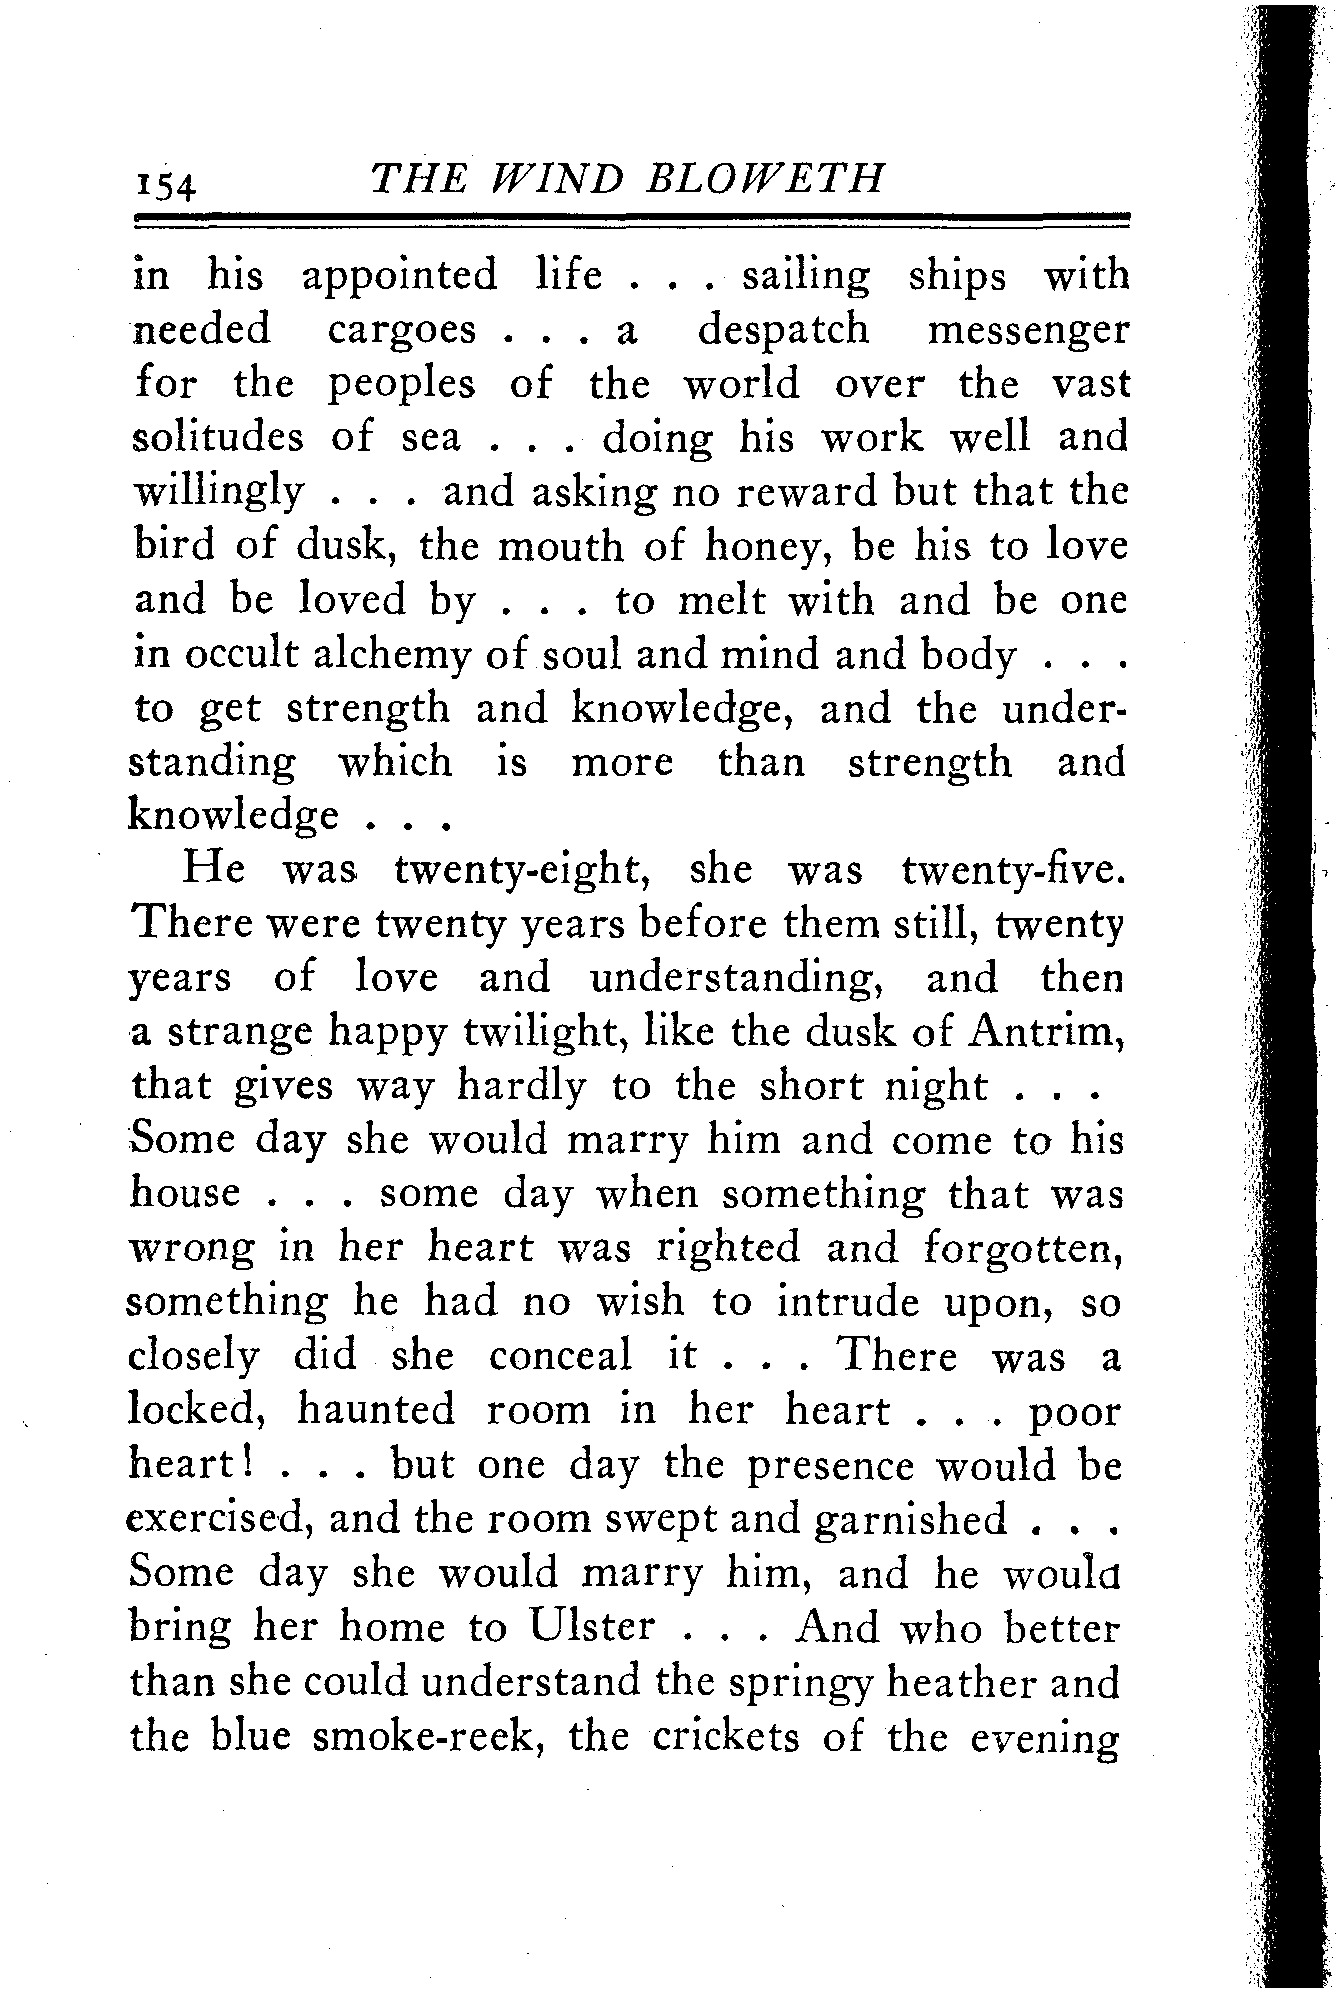 154 THE WIND BLOWETH
in his appointed life . . . sailing ships with
needed cargoes . . . a despatch messenger
for the peoples of the world over the vast
solitudes of sea . . . doing his work well and
willingly . . . and asking no reward but that the
bird of dusk, the mouth of honey, be his to love
and be loved by . . . to melt with and be one
in occult alchemy of soul and mind and body . . .
to get strength and knowledge, and the under-
standing which is more than strength and
knowledge . . .
He was twenty-eight, she was twenty-five.
There were twenty years before them still, twenty
years of love and understanding, and then
a strange happy twilight, like the dusk of Antrim,
that gives way hardly to the short night . . .
Some day she would marry him and come to his
house . . . some day when something that was
wrong in her heart was righted and forgotten,
something he had no wish to intrude upon, so
closely did she conceal it . . . There was a
locked, haunted room in her heart . . . poor
heart! . . . but one day the presence would be
exercised, and the room swept and garnished . . .
Some day she would marry him, and he would
bring her home to Ulster . . . And who better
than she could understand the springy heather and
the blue smoke-reek, the crickets of the evening